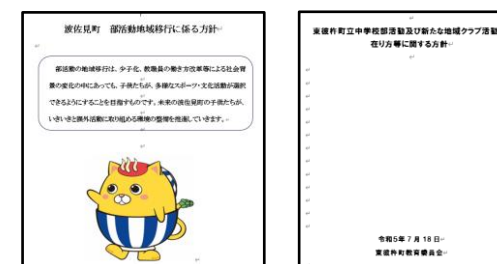 波佐見町　部活動地域移行に係る方針
部活動の地域移行は、少子化、教職員の働き方改革等による社会背
景の変化の中にあっても、子供たちが、多様なスポーツ・文化活動が選択
できるようにすることを目指すものです。未来の波佐見町の子供たちが、
いきいきと課外活動に取り組める環境の整備を推進していきます。
東彼杵町立中学校部活動及び新たな地域クラブ活動
在り方等に関する方針
令和5年7月18日
東彼杵町教育委員会